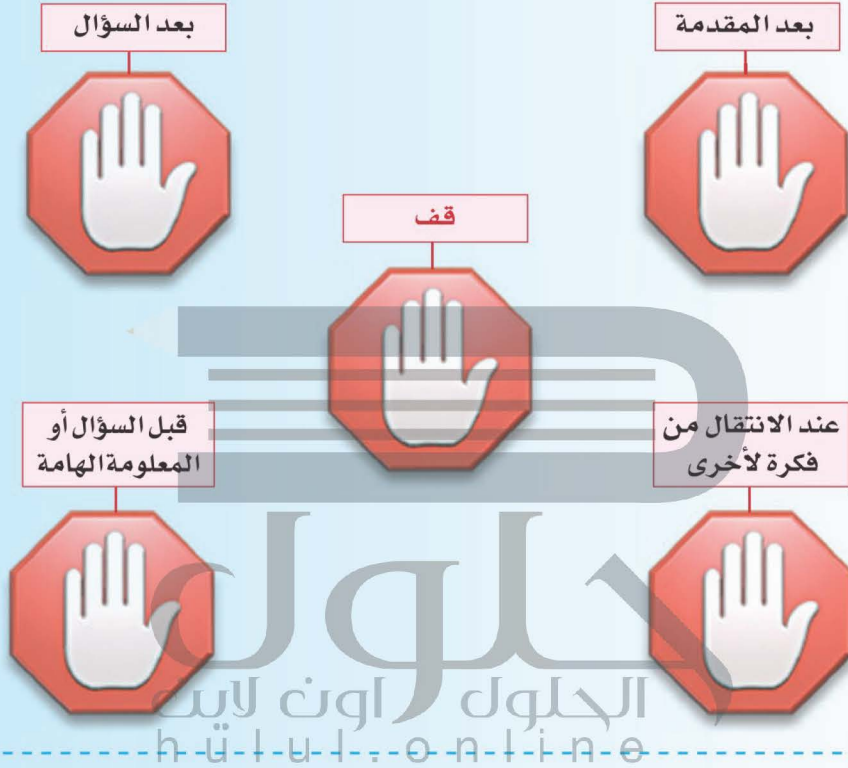 بعد المقدمة
بعد السؤال
قف
عند الانتقال من
فكرة لأخرى
قبل السؤال أو
المعلومة الهامة
حلول
الحلول اون لاين
hulul.online